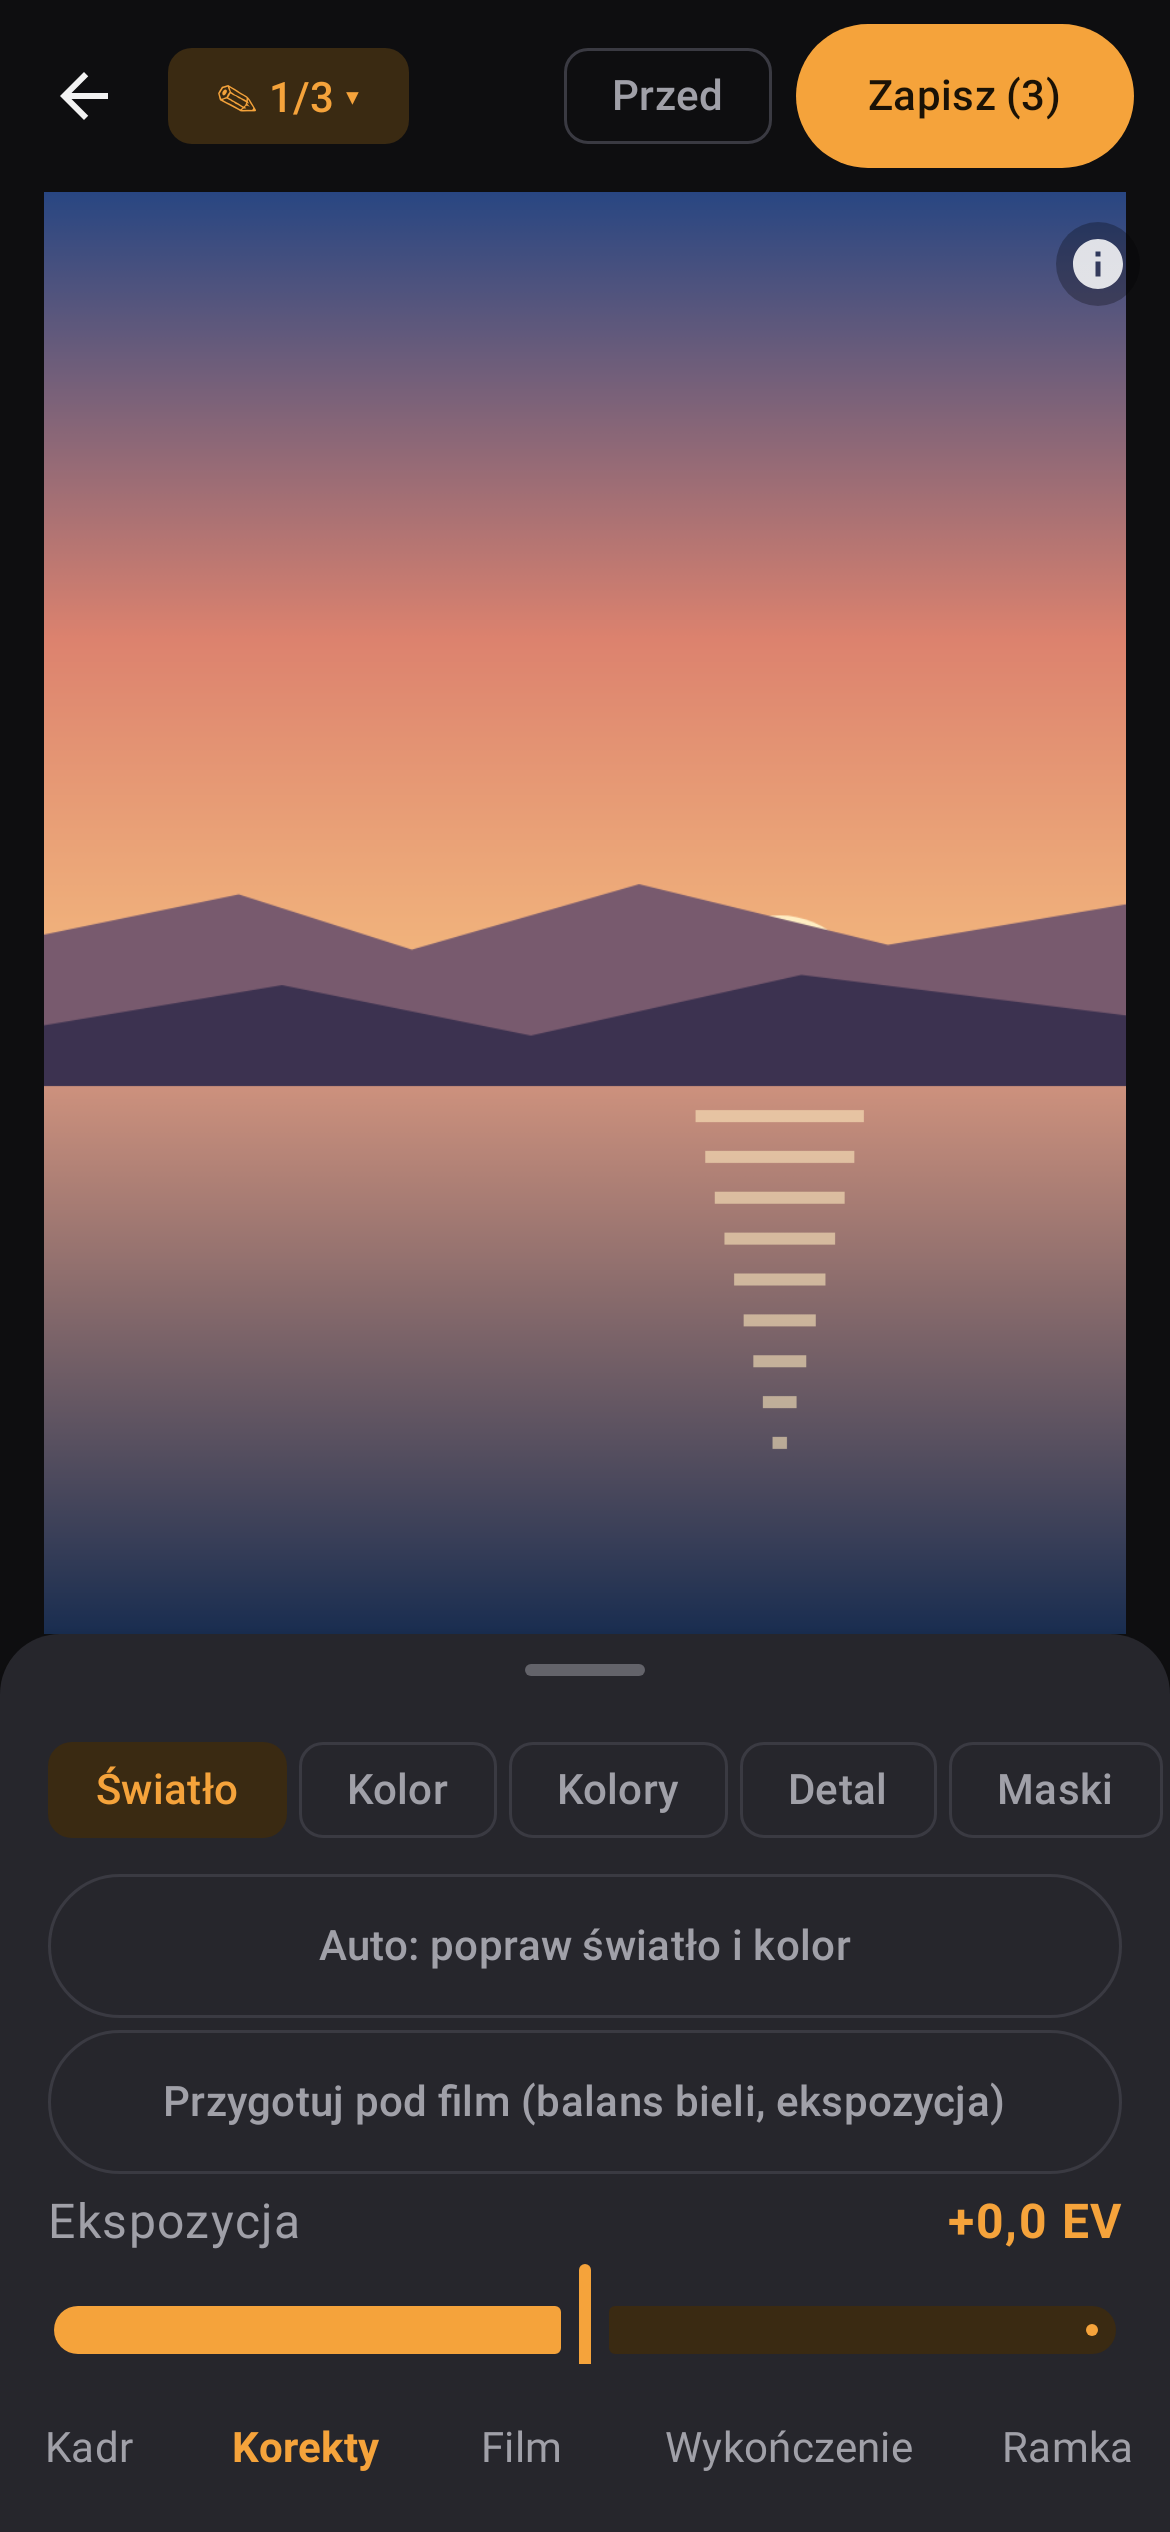 ✎ 1/3 ▾
Przed
Zapisz (3)
Światło
Kolor
Kolory
Detal
Maski
Auto: popraw światło i kolor
Przygotuj pod film (balans bieli, ekspozycja)
Ekspozycja
+0,0 EV
Kadr
Korekty
Film
Wykończenie
Ramka